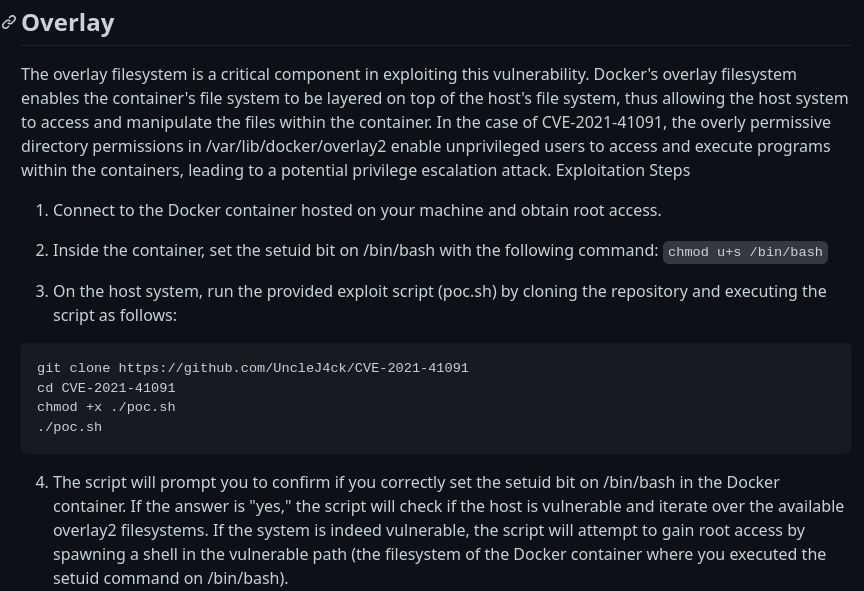 Overlay
The overlay filesystem is a critical component in exploiting this vulnerability. Docker's overlay filesystem
enables the container's file system to be layered on top of the host's file system, thus allowing the host system
to access and manipulate the files within the container. In the case of CVE-2021-41091, the overly permissive
directory permissions in /var/lib/docker/overlay2 enable unprivileged users to access and execute programs
within the containers, leading to a potential privilege escalation attack. Exploitation Steps
1. Connect to the Docker container hosted on your machine and obtain root access.
2. Inside the container, set the setuid bit on /bin/bash with the following command: chmod u+s /bin/bash
3. On the host system, run the provided exploit script (poc.sh) by cloning the repository and executing the
script as follows:
git clone https://github.com/UncleJ4ck/CVE-2021-41091
cd CVE-2021-41091
chmod +x ./poc.sh
./poc.sh
4. The script will prompt you to confirm if you correctly set the setuid bit on /bin/bash in the Docker
container. If the answer is "yes," the script will check if the host is vulnerable and iterate over the available
overlay2 filesystems. If the system is indeed vulnerable, the script will attempt to gain root access by
spawning a shell in the vulnerable path (the filesystem of the Docker container where you executed the
setuid command on /bin/bash).